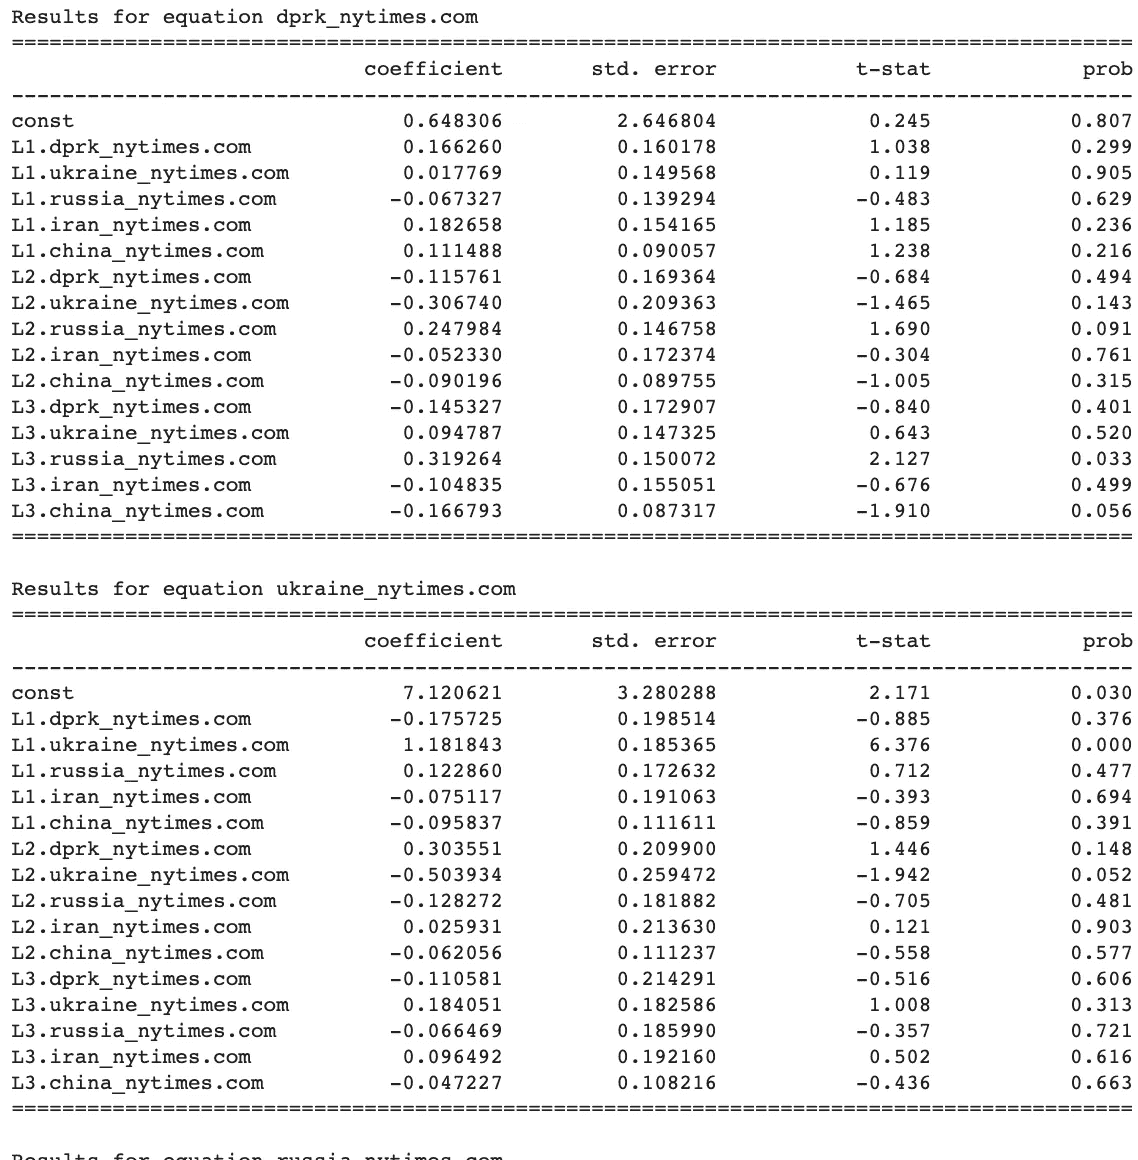 Results for equation dprk_nytimes.com
==========================================================================================
coefficient std. error t-stat prob
------------------------------------------------------------------------------------------
const 0.648306 2.646804 0.245 0.807
L1.dprk_nytimes.com 0.166260 0.160178 1.038 0.299
L1.ukraine_nytimes.com 0.017769 0.149568 0.119 0.905
L1.russia_nytimes.com -0.067327 0.139294 -0.483 0.629
L1.iran_nytimes.com 0.182658 0.154165 1.185 0.236
L1.china_nytimes.com 0.111488 0.090057 1.238 0.216
L2.dprk_nytimes.com -0.115761 0.169364 -0.684 0.494
L2.ukraine_nytimes.com -0.306740 0.209363 -1.465 0.143
L2.russia_nytimes.com 0.247984 0.146758 1.690 0.091
L2.iran_nytimes.com -0.052330 0.172374 -0.304 0.761
L2.china_nytimes.com -0.090196 0.089755 -1.005 0.315
L3.dprk_nytimes.com -0.145327 0.172907 -0.840 0.401
L3.ukraine_nytimes.com 0.094787 0.147325 0.643 0.520
L3.russia_nytimes.com 0.319264 0.150072 2.127 0.033
L3.iran_nytimes.com -0.104835 0.155051 -0.676 0.499
L3.china_nytimes.com -0.166793 0.087317 -1.910 0.056
==========================================================================================
Results for equation ukraine_nytimes.com
==========================================================================================
coefficient std. error t-stat prob
------------------------------------------------------------------------------------------
const 7.120621 3.280288 2.171 0.030
L1.dprk_nytimes.com -0.175725 0.198514 -0.885 0.376
L1.ukraine_nytimes.com 1.181843 0.185365 6.376 0.000
L1.russia_nytimes.com 0.122860 0.172632 0.712 0.477
L1.iran_nytimes.com -0.075117 0.191063 -0.393 0.694
L1.china_nytimes.com -0.095837 0.111611 -0.859 0.391
L2.dprk_nytimes.com 0.303551 0.209900 1.446 0.148
L2.ukraine_nytimes.com -0.503934 0.259472 -1.942 0.052
L2.russia_nytimes.com -0.128272 0.181882 -0.705 0.481
L2.iran_nytimes.com 0.025931 0.213630 0.121 0.903
L2.china_nytimes.com -0.062056 0.111237 -0.558 0.577
L3.dprk_nytimes.com -0.110581 0.214291 -0.516 0.606
L3.ukraine_nytimes.com 0.184051 0.182586 1.008 0.313
L3.russia_nytimes.com -0.066469 0.185990 -0.357 0.721
L3.iran_nytimes.com 0.096492 0.192160 0.502 0.616
L3.china_nytimes.com -0.047227 0.108216 -0.436 0.663
==========================================================================================
Results for equation russia_nytimes.com